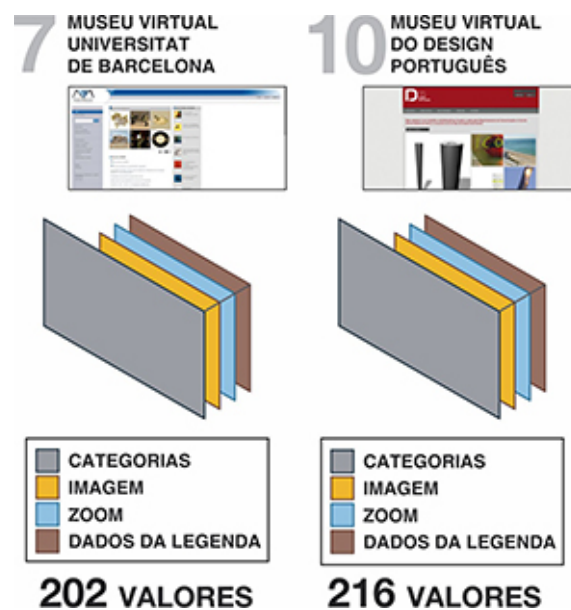 7 MUSEU VIRTUAL
UNIVERSITAT
DE BARCELONA
CATEGORIAS
IMAGEM
ZOOM
DADOS DA LEGENDA
202 VALORES
10 MUSEU VIRTUAL
DO DESIGN
PORTUGUÊS
CATEGORIAS
IMAGEM
ZOOM
DADOS DA LEGENDA
216 VALORES